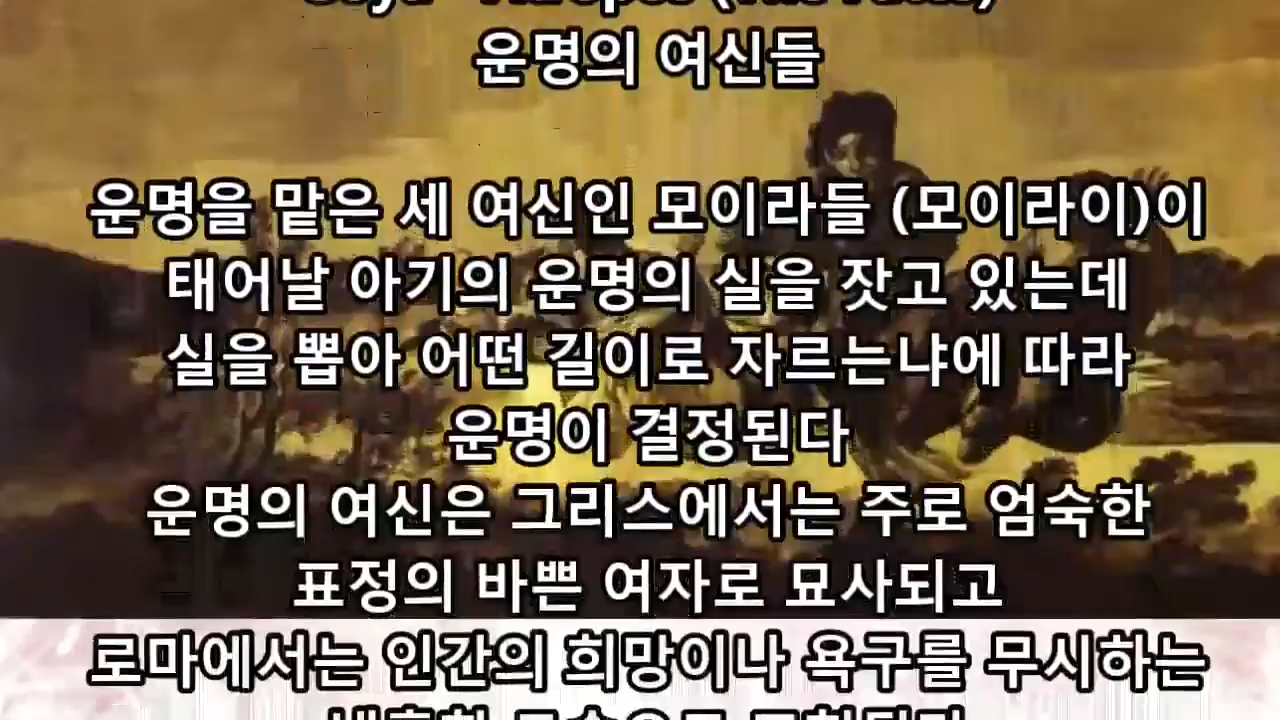 운명의 여신들
운명을 맡은 세 여신인 모이라들 (모이라이)이
태어날 아기의 운명의 실을 잣고 있는데
실을 뽑아 어떤 길이로 자르는냐에 따라
운명이 결정된다
운명의 여신은 그리스에서는 주로 엄숙한
표정의 바쁜 여자로 묘사되고
로마에서는 인간의 희망이나 욕구를 무시하는